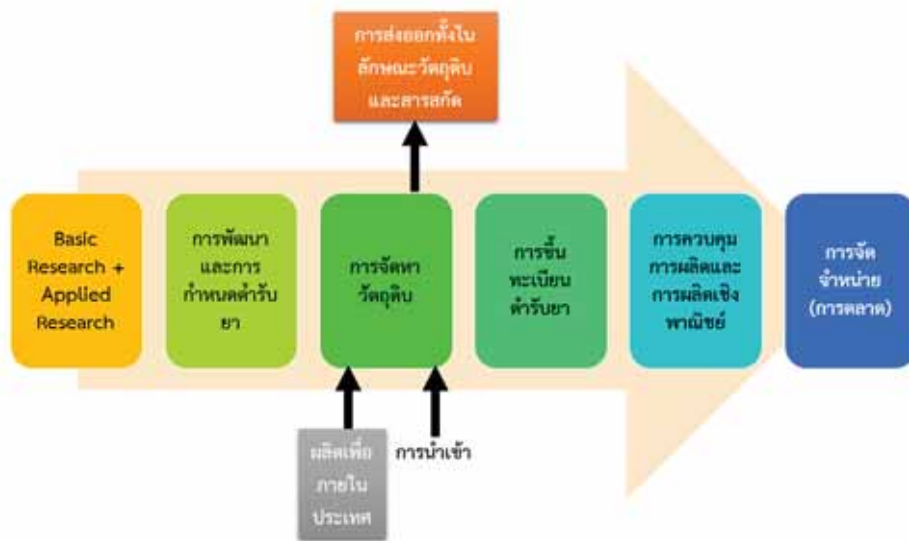 การส่งออกทั้งใน
ลักษณะวัตถุดิบ
และสารสกัด
Basic
Research +
Applied
Research
การพัฒนา
และการ
กำหนดตำรับ
ยา
การจัดหา
วัตถุดิบ
การขึ้น
ทะเบียน
ตำรับยา
การควบคุม
การผลิตและ
การผลิตเชิง
พาณิชย์
การจัด
จำหน่าย
(การตลาด)
ผลิตเพื่อ
ภายใน
ประเทศ
การนำเข้า